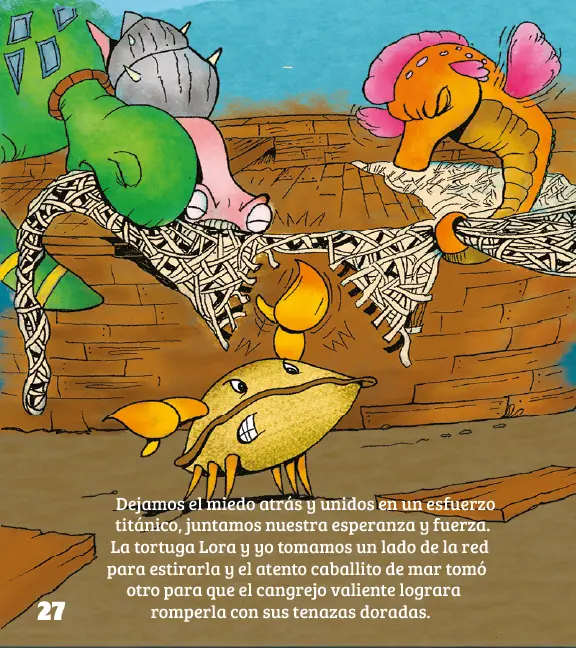 Dejamos el miedo atrás y unidos en un esfuerzo
titánico, juntamos nuestra esperanza y fuerza.
La tortuga Lora y yo tomamos un lado de la red
para estirarla y el atento caballito de mar tomó
otro para que el cangrejo valiente lograra
romperla con sus tenazas doradas.
27